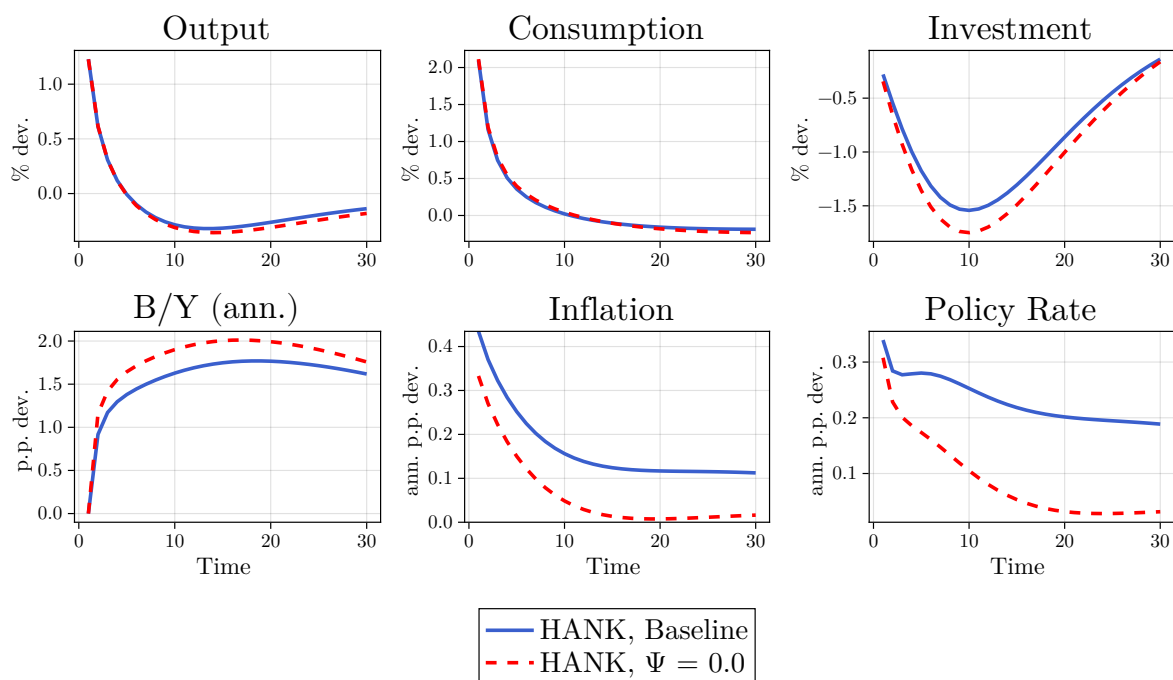 Output
Consumption
Investment
% dev.
1.0
0.5
0.0
0
10
20
30
% dev.
2.0
1.5
1.0
0.5
0.0
0
10
20
30
% dev.
−0.5
−1.0
−1.5
0
10
20
30
B/Y (ann.)
Inflation
Policy Rate
p.p. dev.
2.0
1.5
1.0
0.5
0.0
0
10
20
30
Time
ann. p.p. dev.
0.4
0.3
0.2
0.1
0.0
0
10
20
30
Time
ann. p.p. dev.
0.3
0.2
0.1
0
10
20
30
Time
HANK, Baseline
HANK, Ψ = 0.0